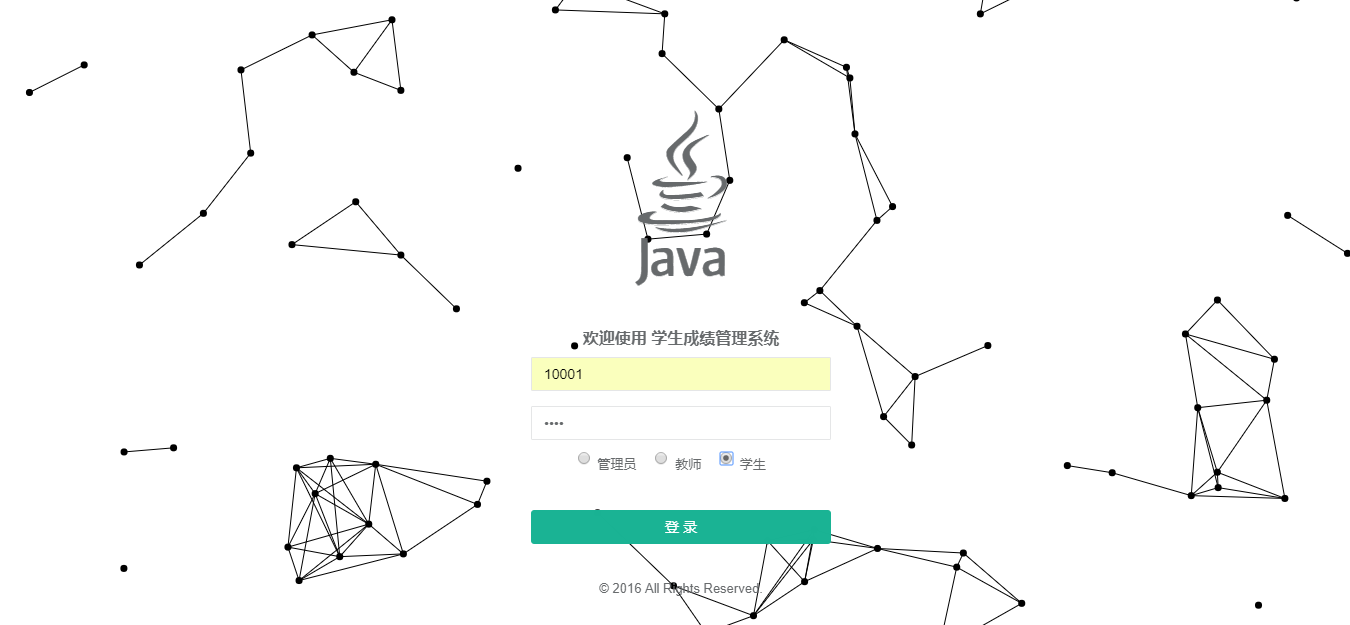 Java
欢迎使用 学生成绩管理系统
10001
••••
管理员 教师 学生
登 录
© 2016 All Rights Reserved.